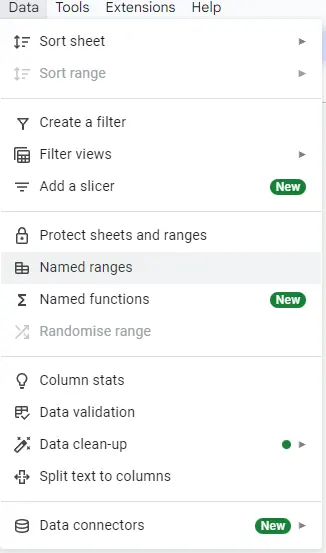 Data Tools Extensions Help
Sort sheet
Sort range
Create a filter
Filter views
Add a slicer New
Protect sheets and ranges
Named ranges
Named functions New
Randomise range
Column stats
Data validation
Data clean-up
Split text to columns
Data connectors New